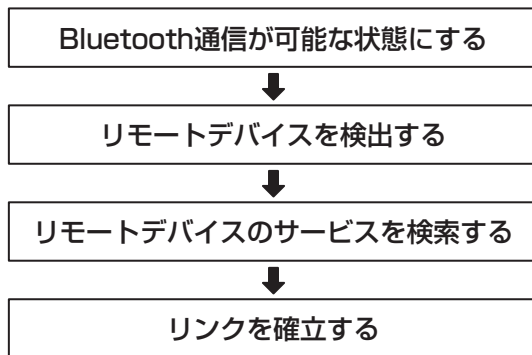 Bluetooth通信が可能な状態にする
リモートデバイスを検出する
リモートデバイスのサービスを検索する
リンクを確立する